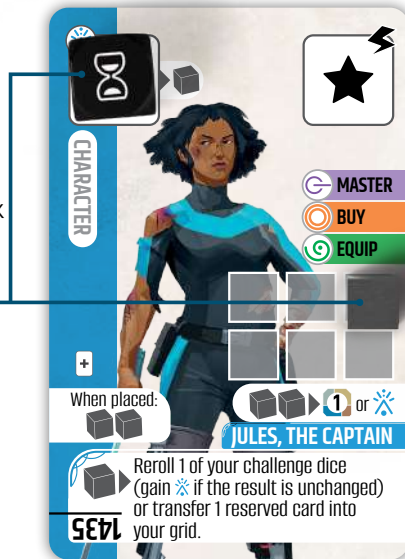 K
CHARACTER
MASTER
BUY
EQUIP
+
When placed:
1 or
JULES, THE CAPTAIN
Reroll 1 of your challenge dice
(gain if the result is unchanged)
or transfer 1 reserved card into
your grid.
1435